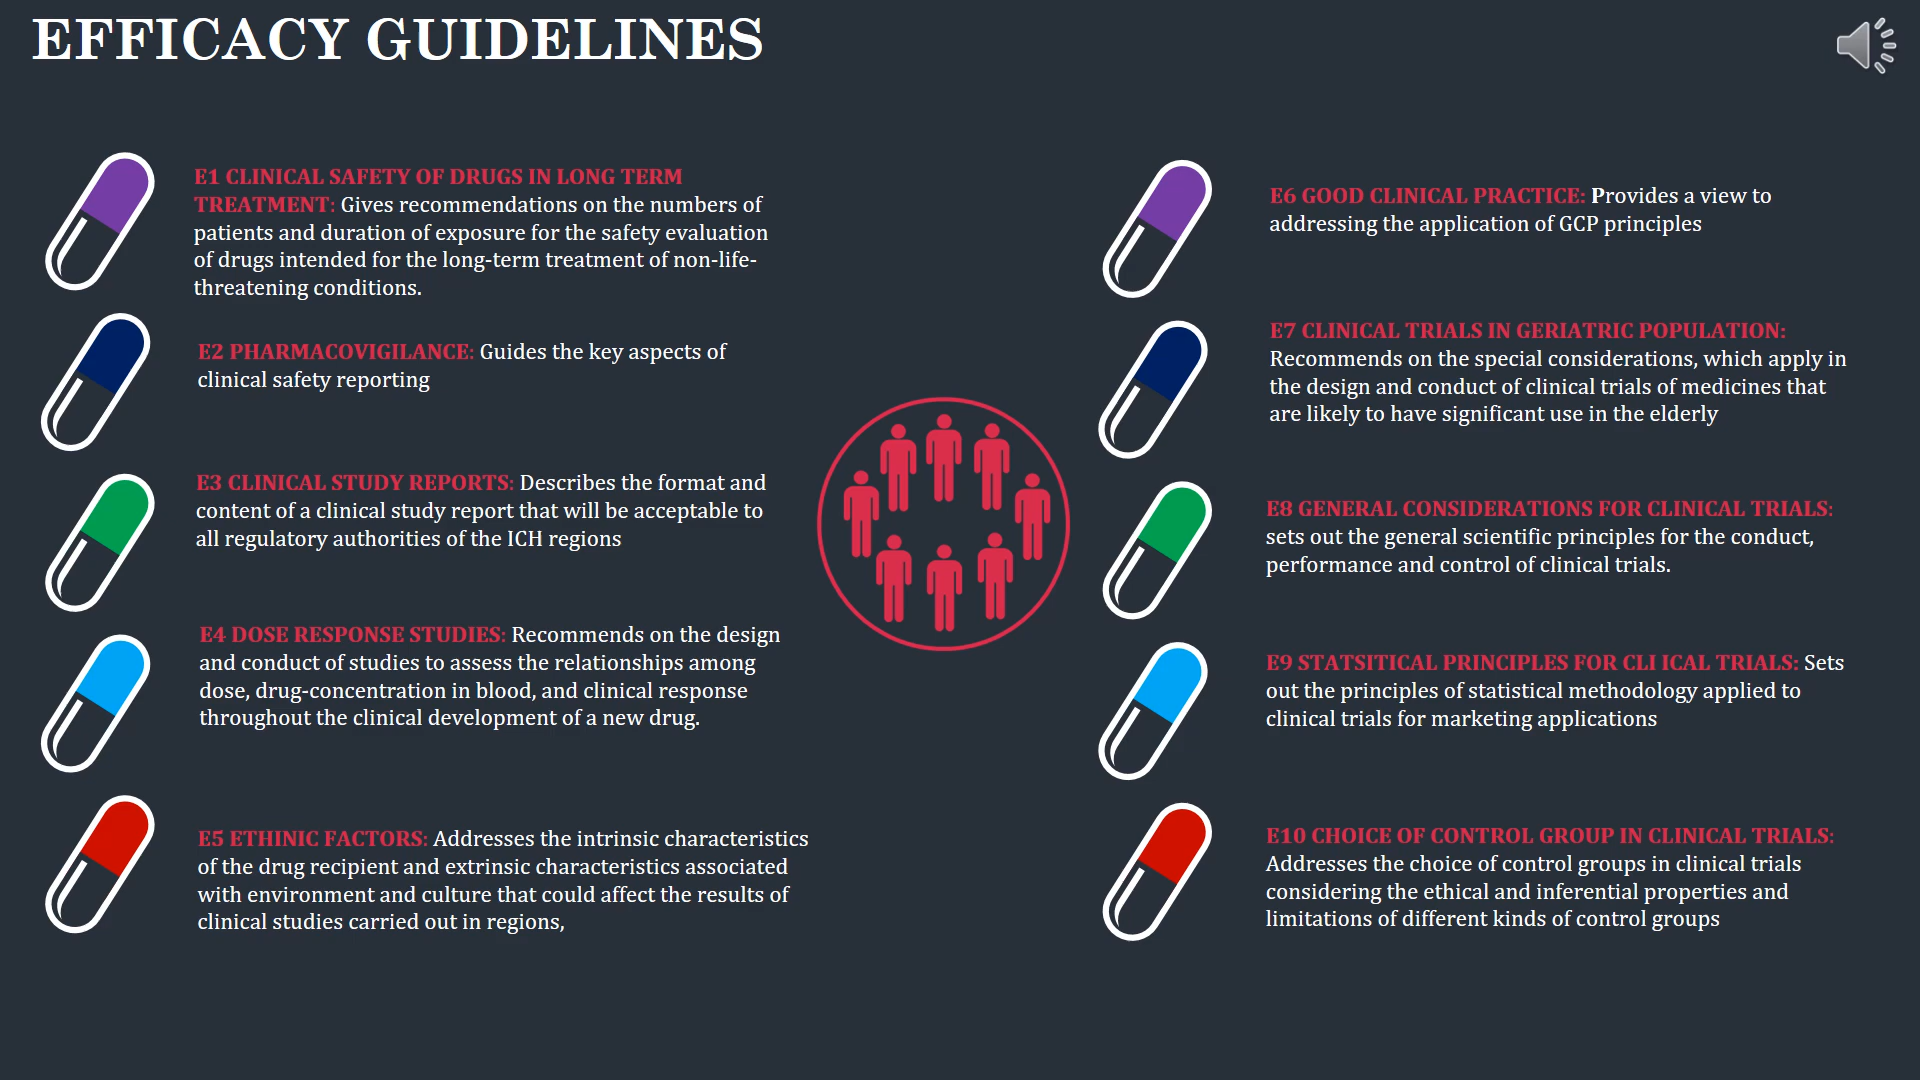 EFFICACY GUIDELINES
E1 CLINICAL SAFETY OF DRUGS IN LONG TERM
TREATMENT: Gives recommendations on the numbers of
patients and duration of exposure for the safety evaluation
of drugs intended for the long-term treatment of non-life-
threatening conditions.
E2 PHARMACOVIGILANCE: Guides the key aspects of
clinical safety reporting
E3 CLINICAL STUDY REPORTS: Describes the format and
content of a clinical study report that will be acceptable to
all regulatory authorities of the ICH regions
E4 DOSE RESPONSE STUDIES: Recommends on the design
and conduct of studies to assess the relationships among
dose, drug-concentration in blood, and clinical response
throughout the clinical development of a new drug.
E5 ETHINIC FACTORS: Addresses the intrinsic characteristics
of the drug recipient and extrinsic characteristics associated
with environment and culture that could affect the results of
clinical studies carried out in regions,
E6 GOOD CLINICAL PRACTICE: Provides a view to
addressing the application of GCP principles
E7 CLINICAL TRIALS IN GERIATRIC POPULATION:
Recommends on the special considerations, which apply in
the design and conduct of clinical trials of medicines that
are likely to have significant use in the elderly
E8 GENERAL CONSIDERATIONS FOR CLINICAL TRIALS:
sets out the general scientific principles for the conduct,
performance and control of clinical trials.
E9 STATSITICAL PRINCIPLES FOR CLI ICAL TRIALS: Sets
out the principles of statistical methodology applied to
clinical trials for marketing applications
E10 CHOICE OF CONTROL GROUP IN CLINICAL TRIALS:
Addresses the choice of control groups in clinical trials
considering the ethical and inferential properties and
limitations of different kinds of control groups